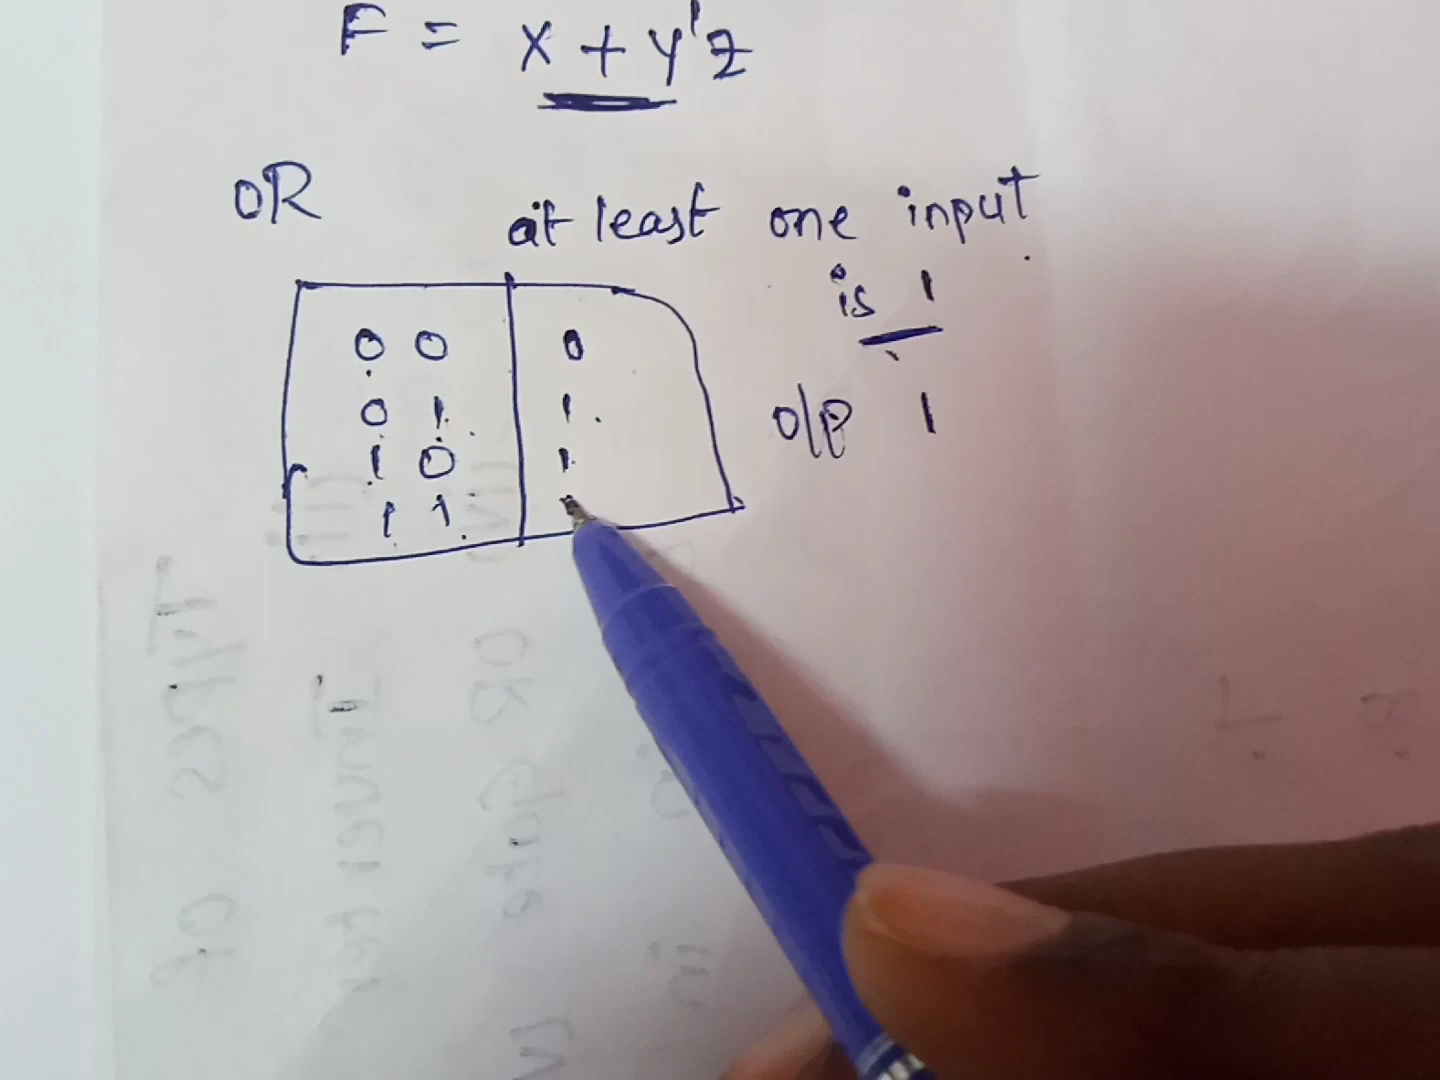 F = x + y'z
OR
at least one input
is 1
0 0 0
0 1 1
1 0 1
1 1
O/P 1